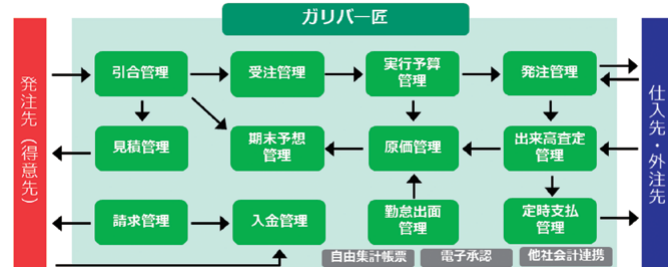 ガリバー匠
発注先（得意先）
引合管理
受注管理
実行予算
管理
発注管理
見積管理
期末予想
管理
原価管理
出来高査定
管理
請求管理
入金管理
勤怠出面
管理
定時支払
管理
自由集計帳票
電子承認
他社会計連携
仕入先・外注先